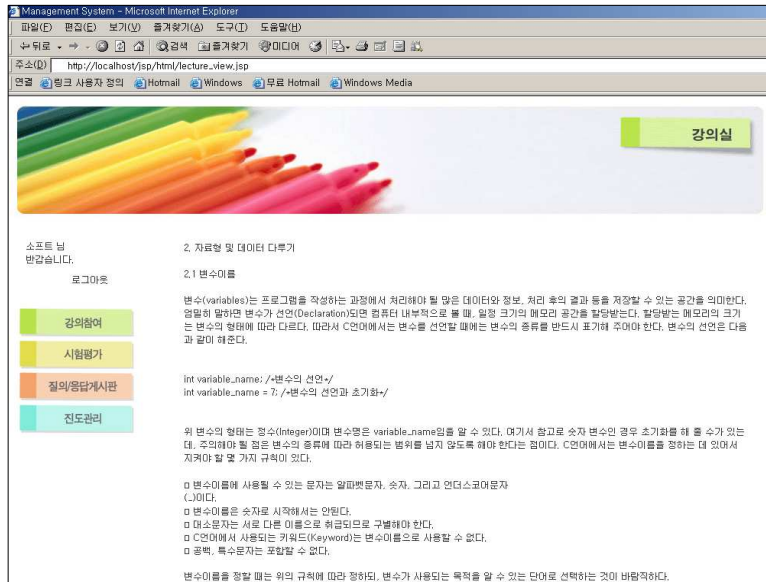 Management System - Microsoft Internet Explorer
파일(F) 편집(E) 보기(V) 즐겨찾기(A) 도구(T) 도움말(H)
뒤로 검색 즐겨찾기 미디어
주소(D) http://localhost/jsp/html/lecture_view.jsp
연결 링크 사용자 정의 Hotmail Windows 무료 Hotmail Windows Media
강의실
소프트 님
반갑습니다.
로그아웃
강의참여
시험평가
질의/응답게시판
진도관리
2. 자료형 및 데이터 다루기
2.1 변수이름
변수(variables)는 프로그램을 작성하는 과정에서 처리해야 될 많은 데이터와 정보, 처리 후의 결과 등을 저장할 수 있는 공간을 의미한다.
엄밀히 말하면 변수가 선언(Declaration)되면 컴퓨터 내부적으로 볼 때, 일정 크기의 메모리 공간을 할당받는다. 할당받는 메모리의 크기
는 변수의 형태에 따라 다르다. 따라서 C언어에서는 변수를 선언할 때에는 변수의 종류를 반드시 표기해 주어야 한다. 변수의 선언은 다음
과 같이 해준다.
int variable_name; /*변수의 선언*/
int variable_name = 7; /*변수의 선언과 초기화*/
위 변수의 형태는 정수(Integer)이며 변수명은 variable_name임을 알 수 있다. 여기서 참고로 숫자 변수인 경우 초기화를 해 줄 수가 있는
데, 주의해야 될 점은 변수의 종류에 따라 허용되는 범위를 넘지 않도록 해야 한다는 점이다. C언어에서는 변수이름을 정하는 데 있어서
지켜야 할 몇 가지 규칙이 있다.
□ 변수이름에 사용될 수 있는 문자는 알파벳문자, 숫자, 그리고 언더스코어문자
(_)이다.
□ 변수이름은 숫자로 시작해서는 안된다.
□ 대소문자는 서로 다른 이름으로 취급되므로 구별해야 한다.
□ C언어에서 사용되는 키워드(Keyword)는 변수이름으로 사용할 수 없다.
□ 공백, 특수문자는 포함할 수 없다.
변수이름을 정할 때는 위의 규칙에 따라 정하되, 변수가 사용되는 목적을 알 수 있는 단어로 선택하는 것이 바람직하다.